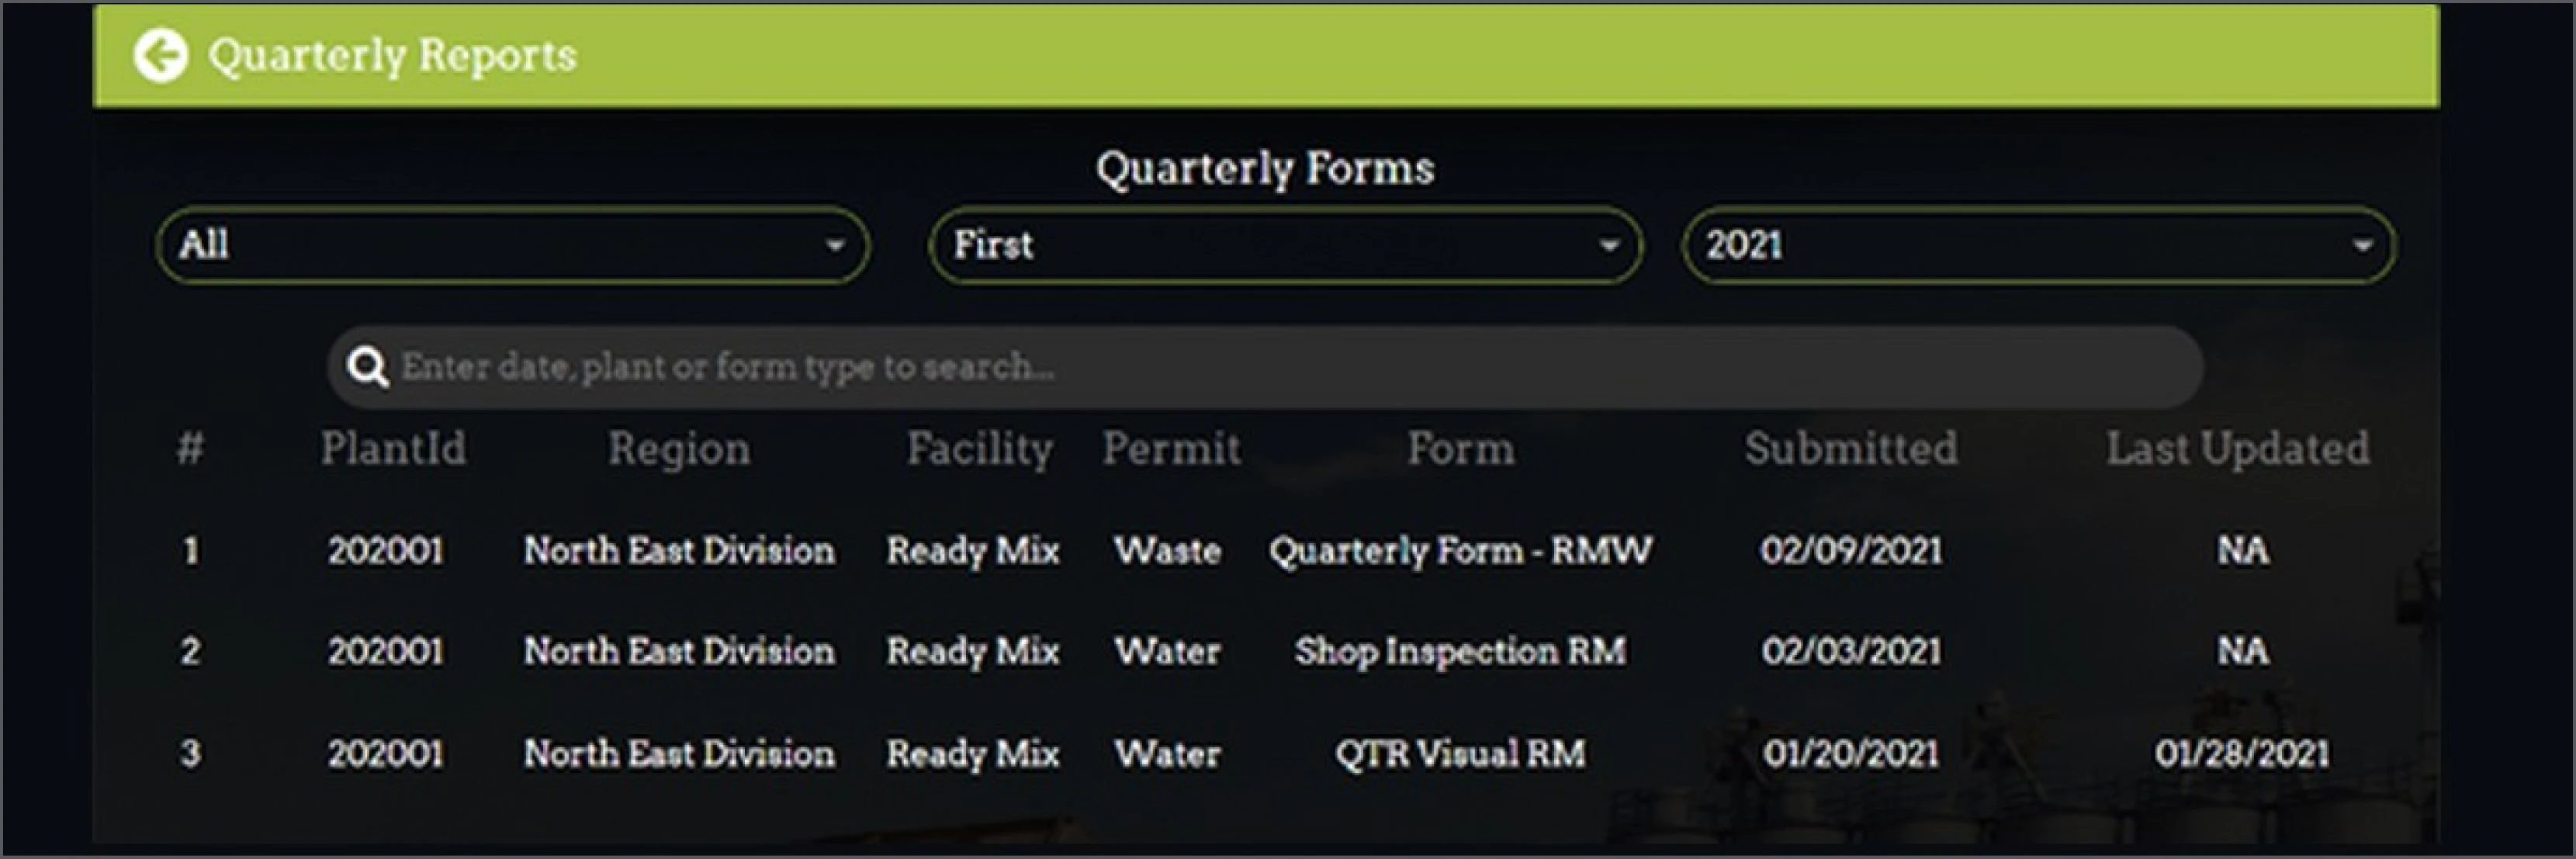 Quarterly Reports
Quarterly Forms
All First 2021
Enter date, plant or form type to search...
# PlantId Region Facility Permit Form Submitted Last Updated
1 202001 North East Division Ready Mix Waste Quarterly Form - RMW 02/09/2021 NA
2 202001 North East Division Ready Mix Water Shop Inspection RM 02/03/2021 NA
3 202001 North East Division Ready Mix Water QTR Visual RM 01/20/2021 01/28/2021